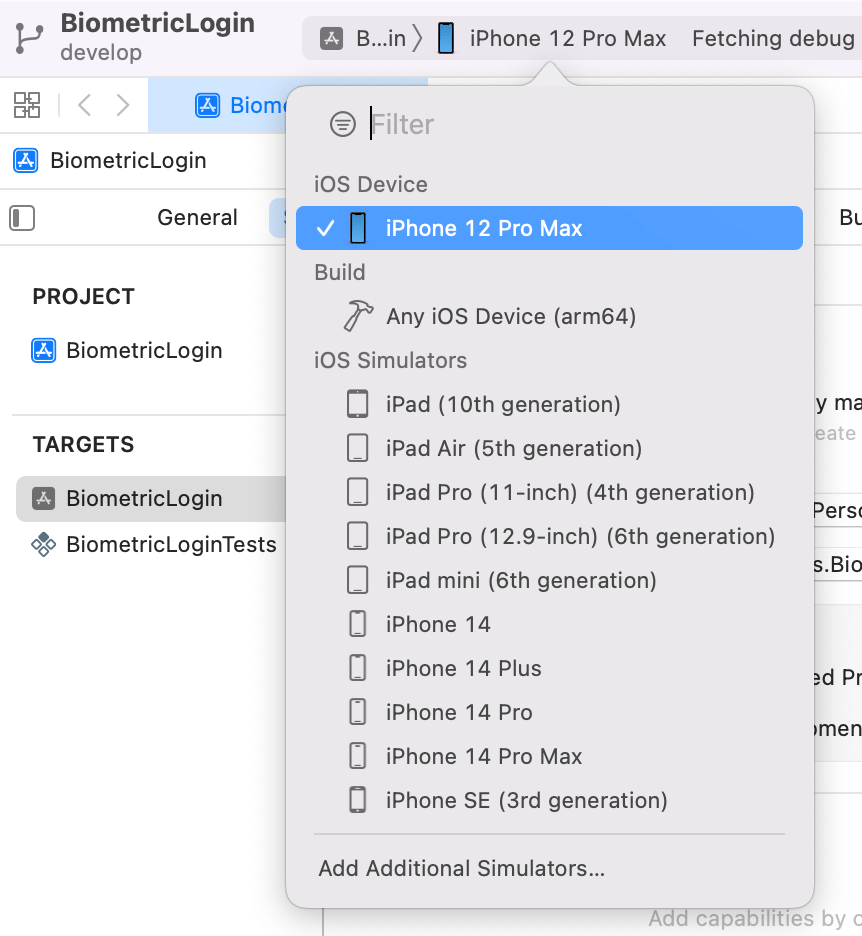 BiometricLogin
develop
B...in
iPhone 12 Pro Max
Fetching debug
BiometricLogin
General
Bu
PROJECT
BiometricLogin
TARGETS
BiometricLogin
BiometricLoginTests
Filter
iOS Device
iPhone 12 Pro Max
Build
Any iOS Device (arm64)
iOS Simulators
iPad (10th generation)
iPad Air (5th generation)
iPad Pro (11-inch) (4th generation)
iPad Pro (12.9-inch) (6th generation)
iPad mini (6th generation)
iPhone 14
iPhone 14 Plus
iPhone 14 Pro
iPhone 14 Pro Max
iPhone SE (3rd generation)
Add Additional Simulators...
y ma
eate
Perso
s.Bio
ed Pr
Add capabilities by c